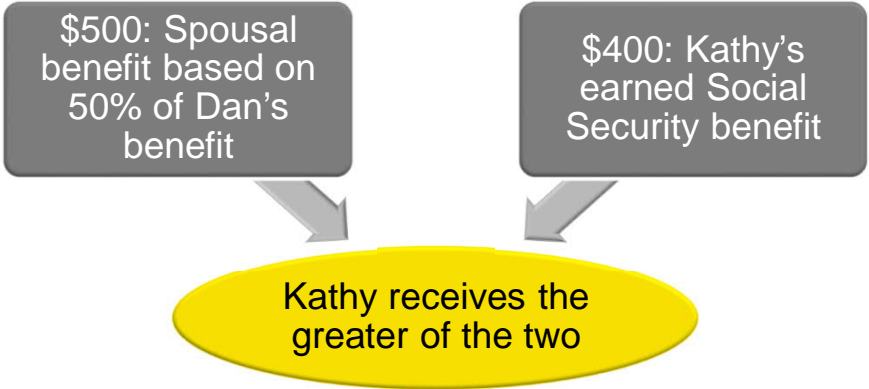 $500: Spousal
benefit based on
50% of Dan’s
benefit
$400: Kathy’s
earned Social
Security benefit
Kathy receives the
greater of the two